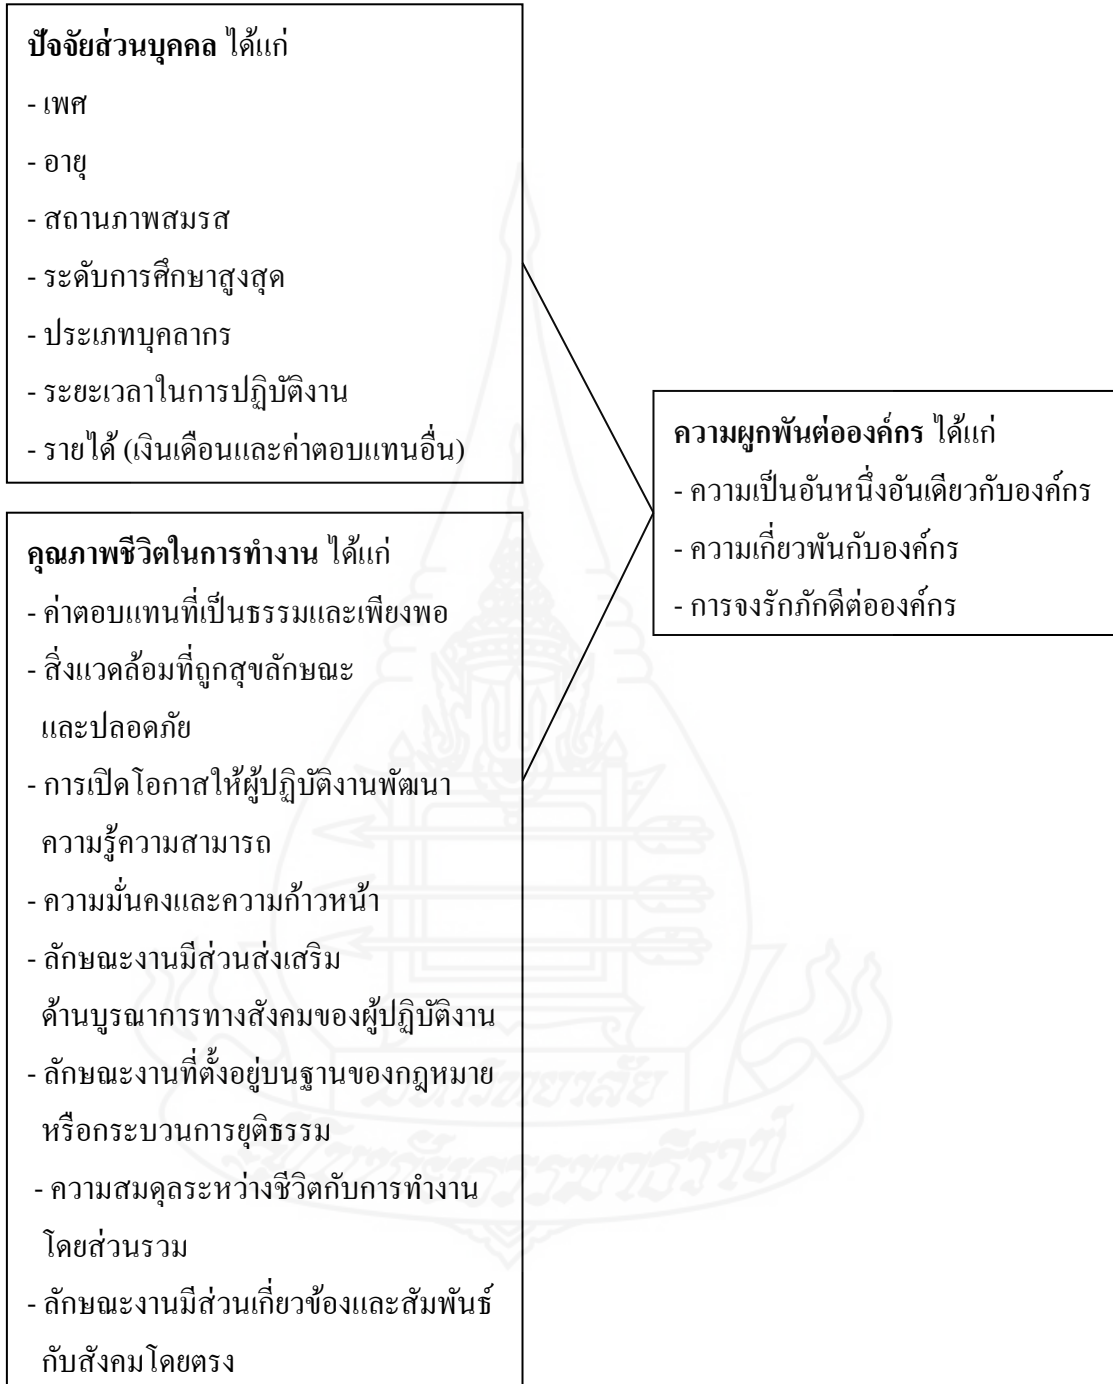 ปัจจัยส่วนบุคคล ได้แก่
- เพศ
- อายุ
- สถานภาพสมรส
- ระดับการศึกษาสูงสุด
- ประเภทบุคลากร
- ระยะเวลาในการปฏิบัติงาน
- รายได้ (เงินเดือนและค่าตอบแทนอื่น)
คุณภาพชีวิตในการทำงาน ได้แก่
- ค่าตอบแทนที่เป็นธรรมและเพียงพอ
- สิ่งแวดล้อมที่ถูกสุขลักษณะ
และปลอดภัย
- การเปิดโอกาสให้ผู้ปฏิบัติงานพัฒนา
ความรู้ความสามารถ
- ความมั่นคงและความก้าวหน้า
- ลักษณะงานมีส่วนส่งเสริม
ด้านบูรณาการทางสังคมของผู้ปฏิบัติงาน
- ลักษณะงานที่ตั้งอยู่บนฐานของกฎหมาย
หรือกระบวนการยุติธรรม
- ความสมดุลระหว่างชีวิตกับการทำงาน
โดยส่วนรวม
- ลักษณะงานมีส่วนเกี่ยวข้องและสัมพันธ์
กับสังคมโดยตรง
ความผูกพันต่อองค์กร ได้แก่
- ความเป็นอันหนึ่งอันเดียวกับองค์กร
- ความเกี่ยวพันกับองค์กร
- การจงรักภักดีต่อองค์กร
มหาวิทยาลัย
สุโขทัยธรรมาธิราช